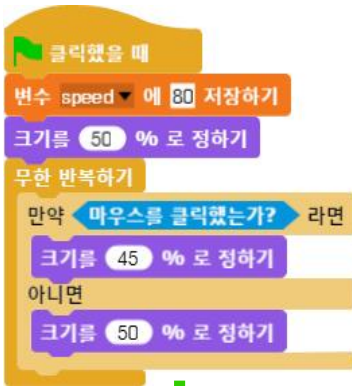 클릭했을 때
변수 speed 에 80 저장하기
크기를 50 % 로 정하기
무한 반복하기
만약 마우스를 클릭했는가? 라면
크기를 45 % 로 정하기
아니면
크기를 50 % 로 정하기